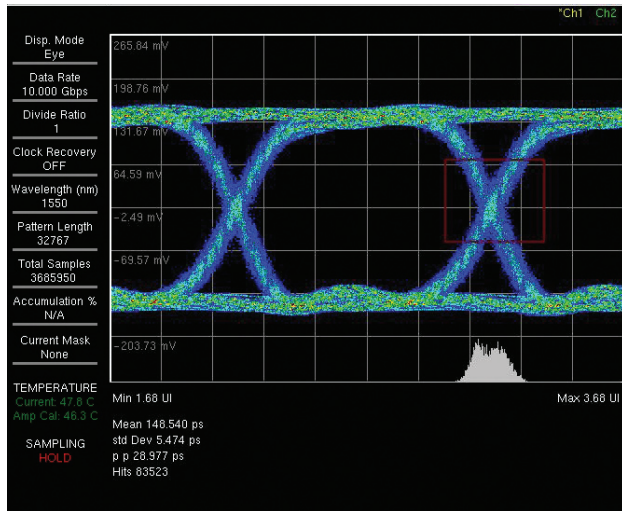 *Ch1 Ch2
Disp. Mode
Eye
Data Rate
10.000 Gbps
Divide Ratio
1
Clock Recovery
OFF
Wavelength (nm)
1550
Pattern Length
32767
Total Samples
3685950
Accumulation %
N/A
Current Mask
None
TEMPERATURE
Current: 47.8 C
Amp Cal: 46.3 C
SAMPLING
HOLD
265.84 mV
198.76 mV
131.67 mV
64.59 mV
-2.49 mV
-69.57 mV
-203.73 mV
Min 1.68 UI
Max 3.68 UI
Mean 148.540 ps
std Dev 5.474 ps
p p 28.977 ps
Hits 83523